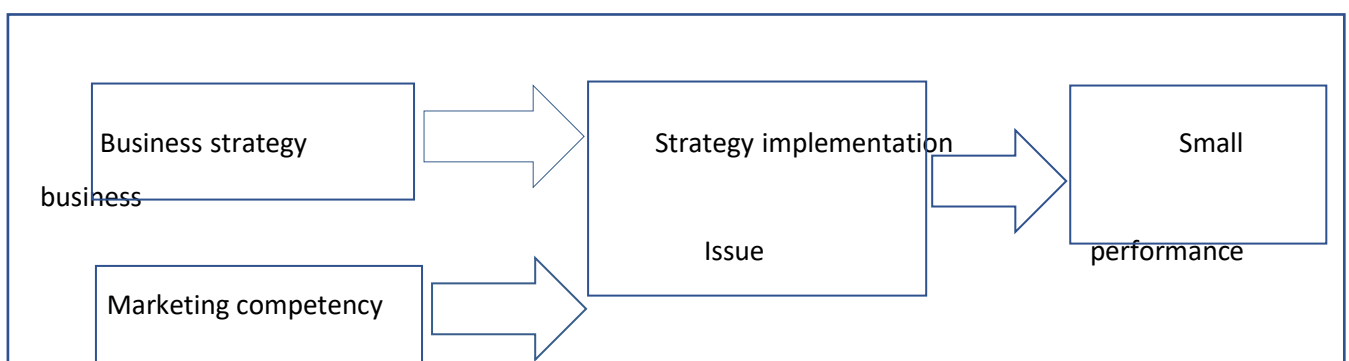 Business strategy Strategy implementation Small
business
Issue performance
Marketing competency